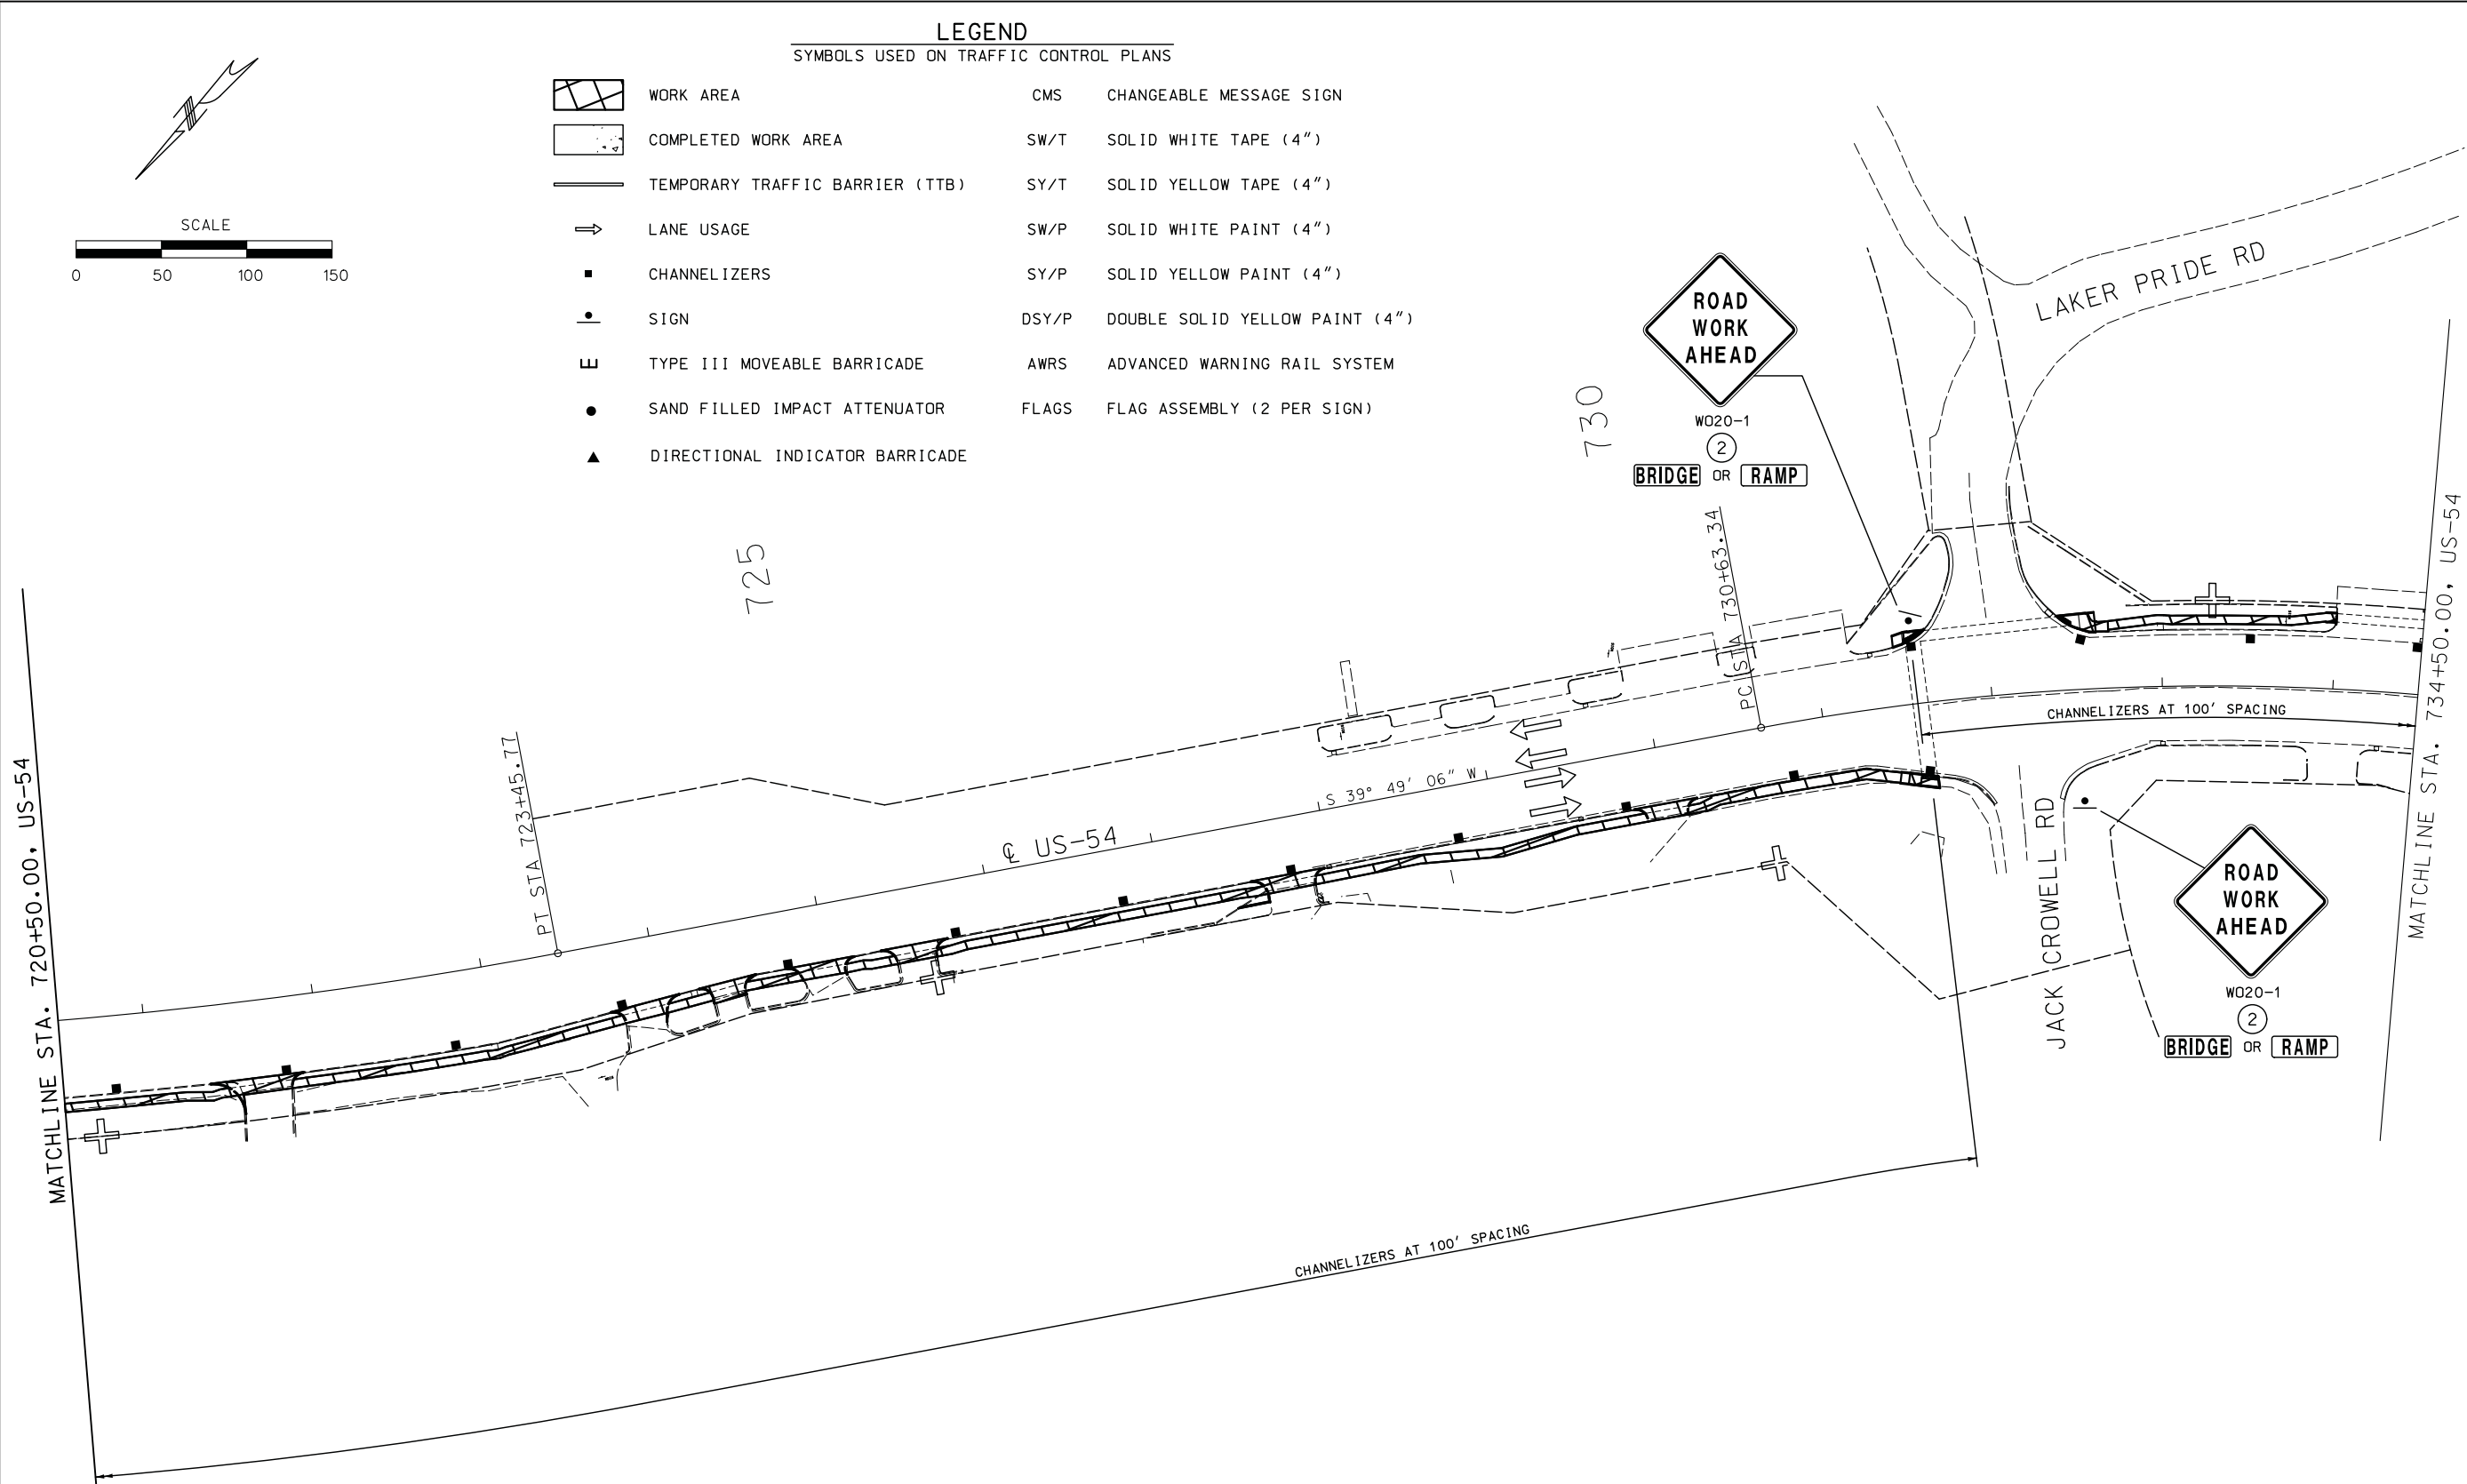 LEGEND
SYMBOLS USED ON TRAFFIC CONTROL PLANS
WORK AREA
COMPLETED WORK AREA
TEMPORARY TRAFFIC BARRIER (TTB)
LANE USAGE
CHANNELIZERS
SIGN
TYPE III MOVEABLE BARRICADE
SAND FILLED IMPACT ATTENUATOR
DIRECTIONAL INDICATOR BARRICADE
CMS CHANGEABLE MESSAGE SIGN
SW/T SOLID WHITE TAPE (4")
SY/T SOLID YELLOW TAPE (4")
SW/P SOLID WHITE PAINT (4")
SY/P SOLID YELLOW PAINT (4")
DSY/P DOUBLE SOLID YELLOW PAINT (4")
AWRS ADVANCED WARNING RAIL SYSTEM
FLAGS FLAG ASSEMBLY (2 PER SIGN)
N
SCALE
0 50 100 150
LAKER PRIDE RD
ROAD
WORK
AHEAD
WO20-1
2
BRIDGE OR RAMP
730
725
PC STA 730+63.34
PT STA 723+45.77
MATCHLINE STA. 734+50.00, US-54
MATCHLINE STA. 720+50.00, US-54
CHANNELIZERS AT 100' SPACING
S 39° 49' 06" W
℄ US-54
JACK CROWELL RD
ROAD
WORK
AHEAD
WO20-1
2
BRIDGE OR RAMP
CHANNELIZERS AT 100' SPACING